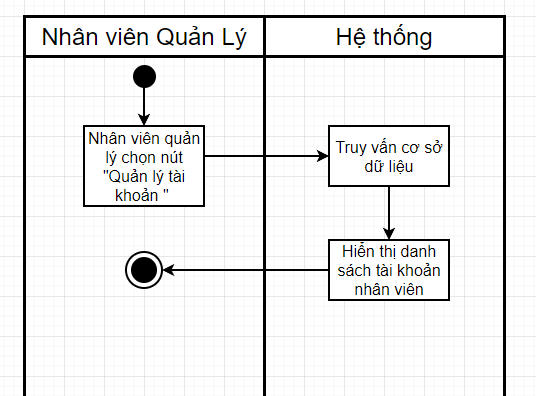 Nhân viên Quản Lý
Hệ thống
Nhân viên quản
lý chọn nút
"Quản lý tài
khoản "
Truy vấn cơ sở
dữ liệu
Hiển thị danh
sách tài khoản
nhân viên